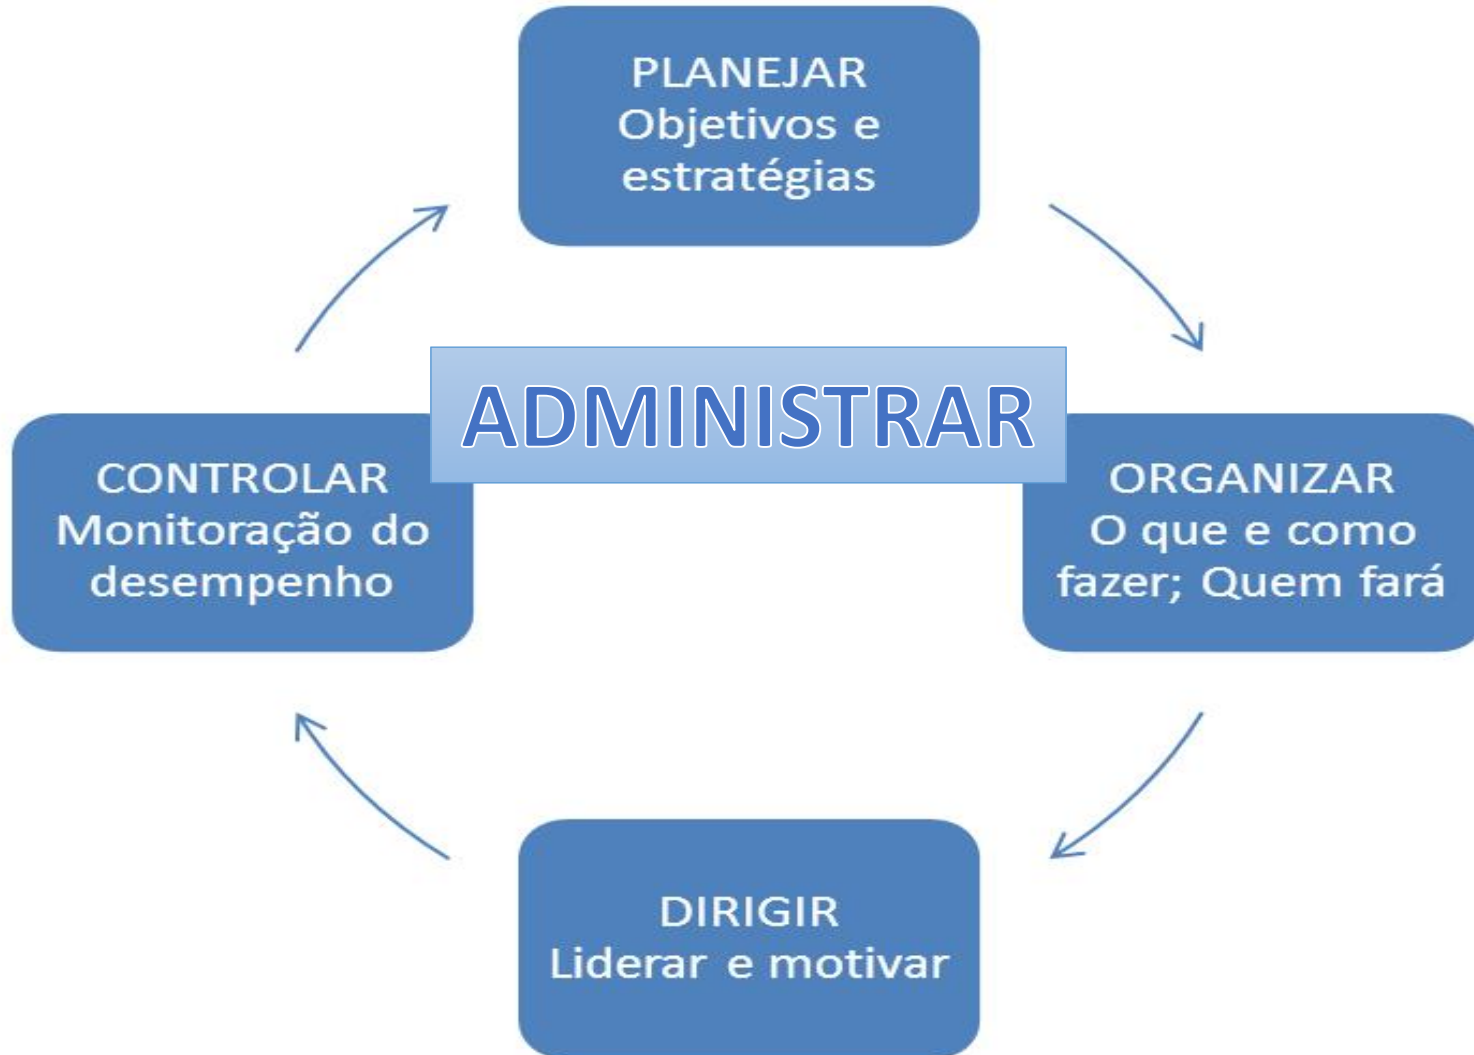 PLANEJAR
Objetivos e
estratégias
ADMINISTRAR
CONTROLAR
Monitoração do
desempenho
ORGANIZAR
O que e como
fazer; Quem fará
DIRIGIR
Liderar e motivar